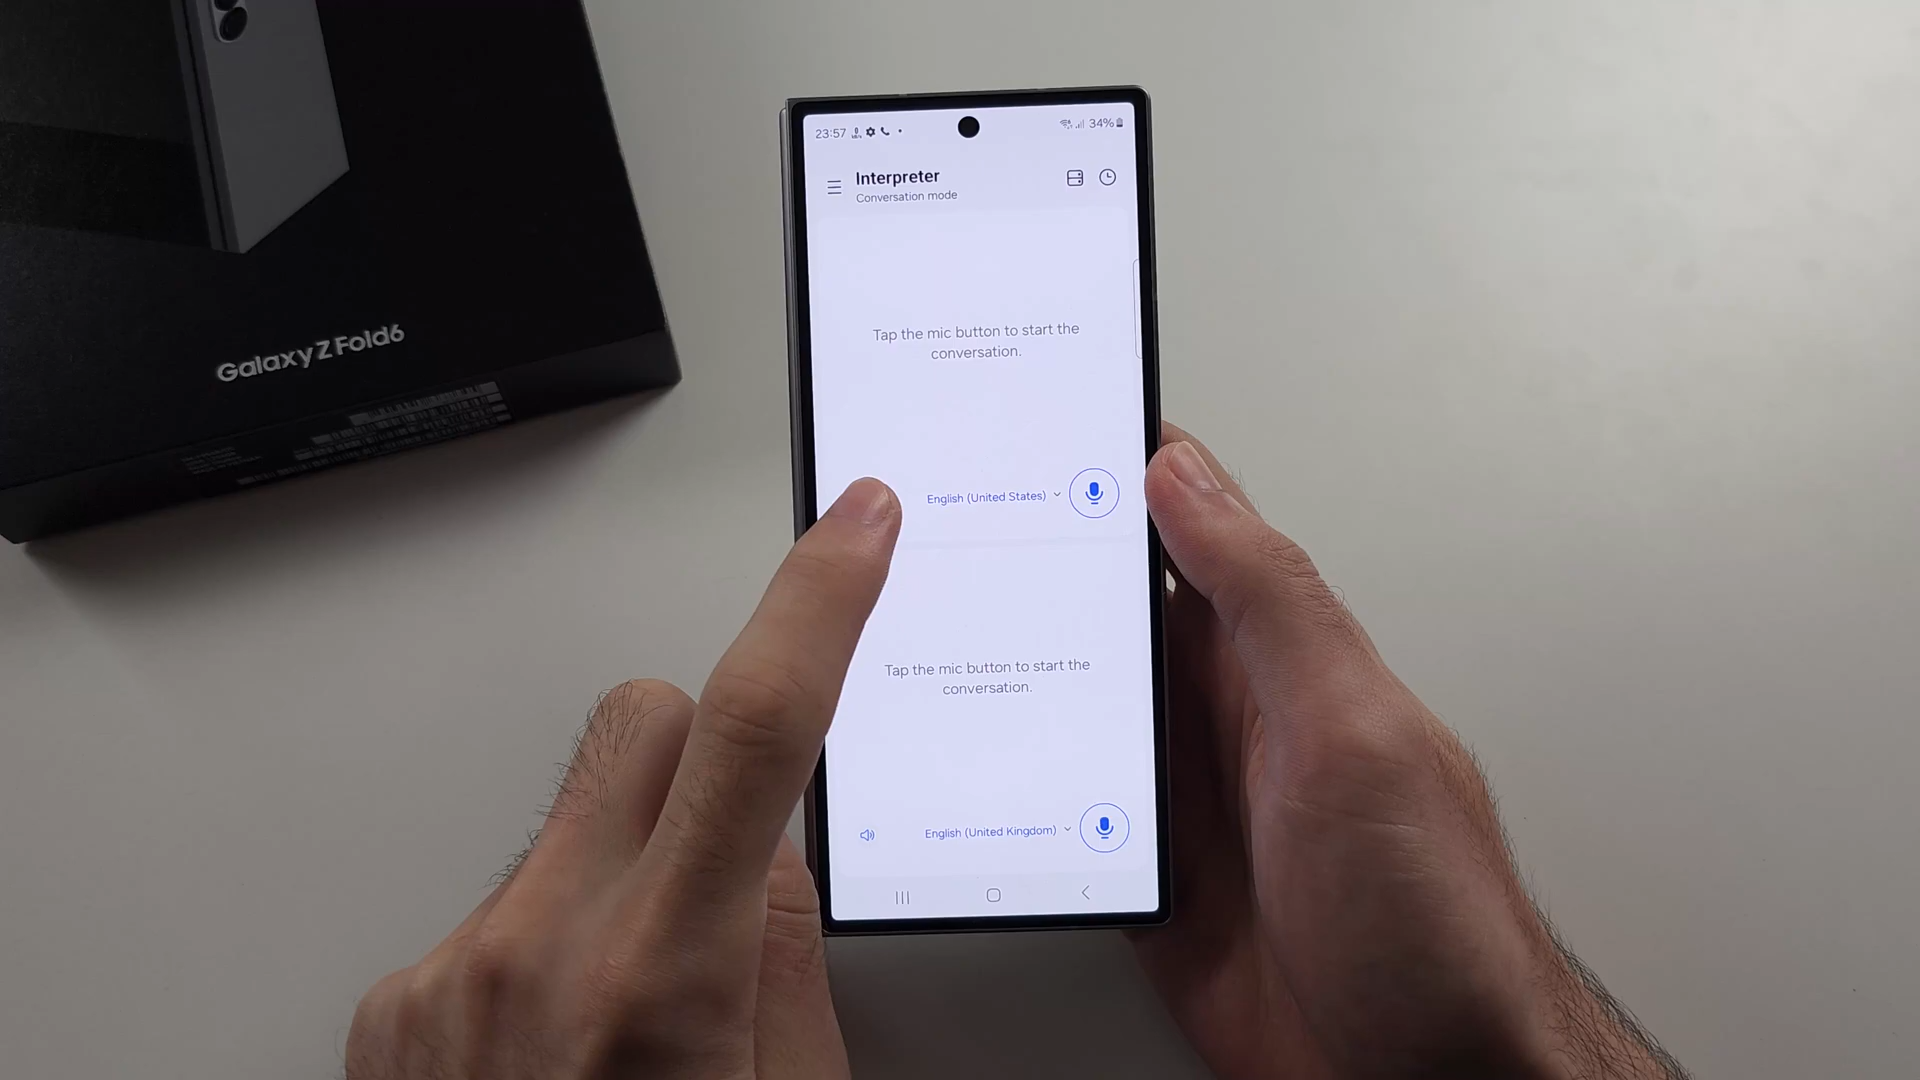 Galaxy Z Fold6
23:57
34%
Interpreter
Conversation mode
Tap the mic button to start the
conversation.
English (United States)
Tap the mic button to start the
conversation.
English (United Kingdom)